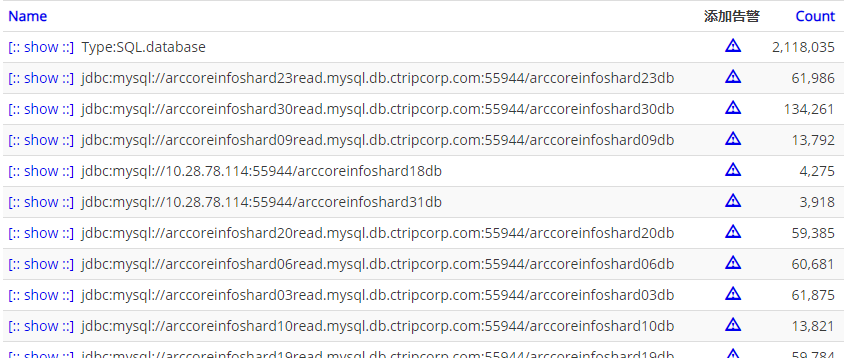 Name 添加告警 Count
[:: show ::] Type:SQL.database 2,118,035
[:: show ::] jdbc:mysql://arccoreinfoshard23read.mysql.db.ctripcorp.com:55944/arccoreinfoshard23db 61,986
[:: show ::] jdbc:mysql://arccoreinfoshard30read.mysql.db.ctripcorp.com:55944/arccoreinfoshard30db 134,261
[:: show ::] jdbc:mysql://arccoreinfoshard09read.mysql.db.ctripcorp.com:55944/arccoreinfoshard09db 13,792
[:: show ::] jdbc:mysql://10.28.78.114:55944/arccoreinfoshard18db 4,275
[:: show ::] jdbc:mysql://10.28.78.114:55944/arccoreinfoshard31db 3,918
[:: show ::] jdbc:mysql://arccoreinfoshard20read.mysql.db.ctripcorp.com:55944/arccoreinfoshard20db 59,385
[:: show ::] jdbc:mysql://arccoreinfoshard06read.mysql.db.ctripcorp.com:55944/arccoreinfoshard06db 60,681
[:: show ::] jdbc:mysql://arccoreinfoshard03read.mysql.db.ctripcorp.com:55944/arccoreinfoshard03db 61,875
[:: show ::] jdbc:mysql://arccoreinfoshard10read.mysql.db.ctripcorp.com:55944/arccoreinfoshard10db 13,821
[:: show ::] jdbc:mysql://arccoreinfoshard19read.mysql.db.ctripcorp.com:55944/arccoreinfoshard19db 59,784